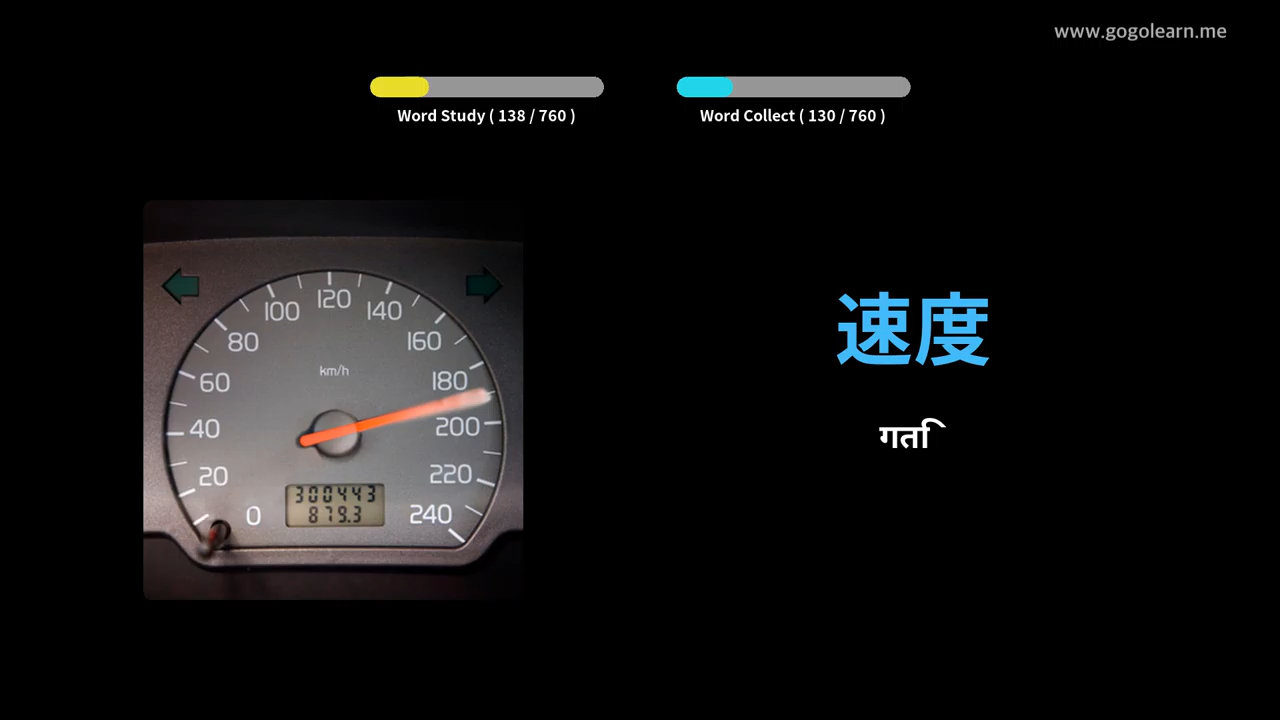 www.gogolearn.me
Word Study ( 138 / 760 )
Word Collect ( 130 / 760 )
120
100
140
80
160
km/h
60
180
40
200
20
220
300443
879.3
0
240
速度
गति